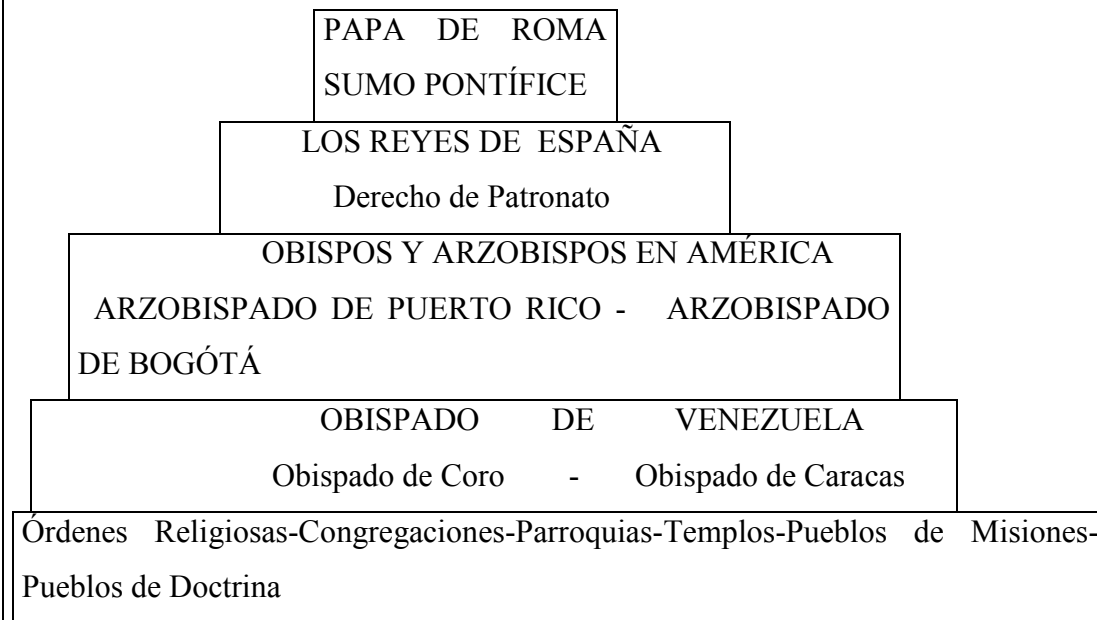 PAPA DE ROMA
SUMO PONTÍFICE
LOS REYES DE ESPAÑA
Derecho de Patronato
OBISPOS Y ARZOBISPOS EN AMÉRICA
ARZOBISPADO DE PUERTO RICO - ARZOBISPADO
DE BOGÓTÁ
OBISPADO DE VENEZUELA
Obispado de Coro - Obispado de Caracas
Órdenes Religiosas-Congregaciones-Parroquias-Templos-Pueblos de Misiones-
Pueblos de Doctrina